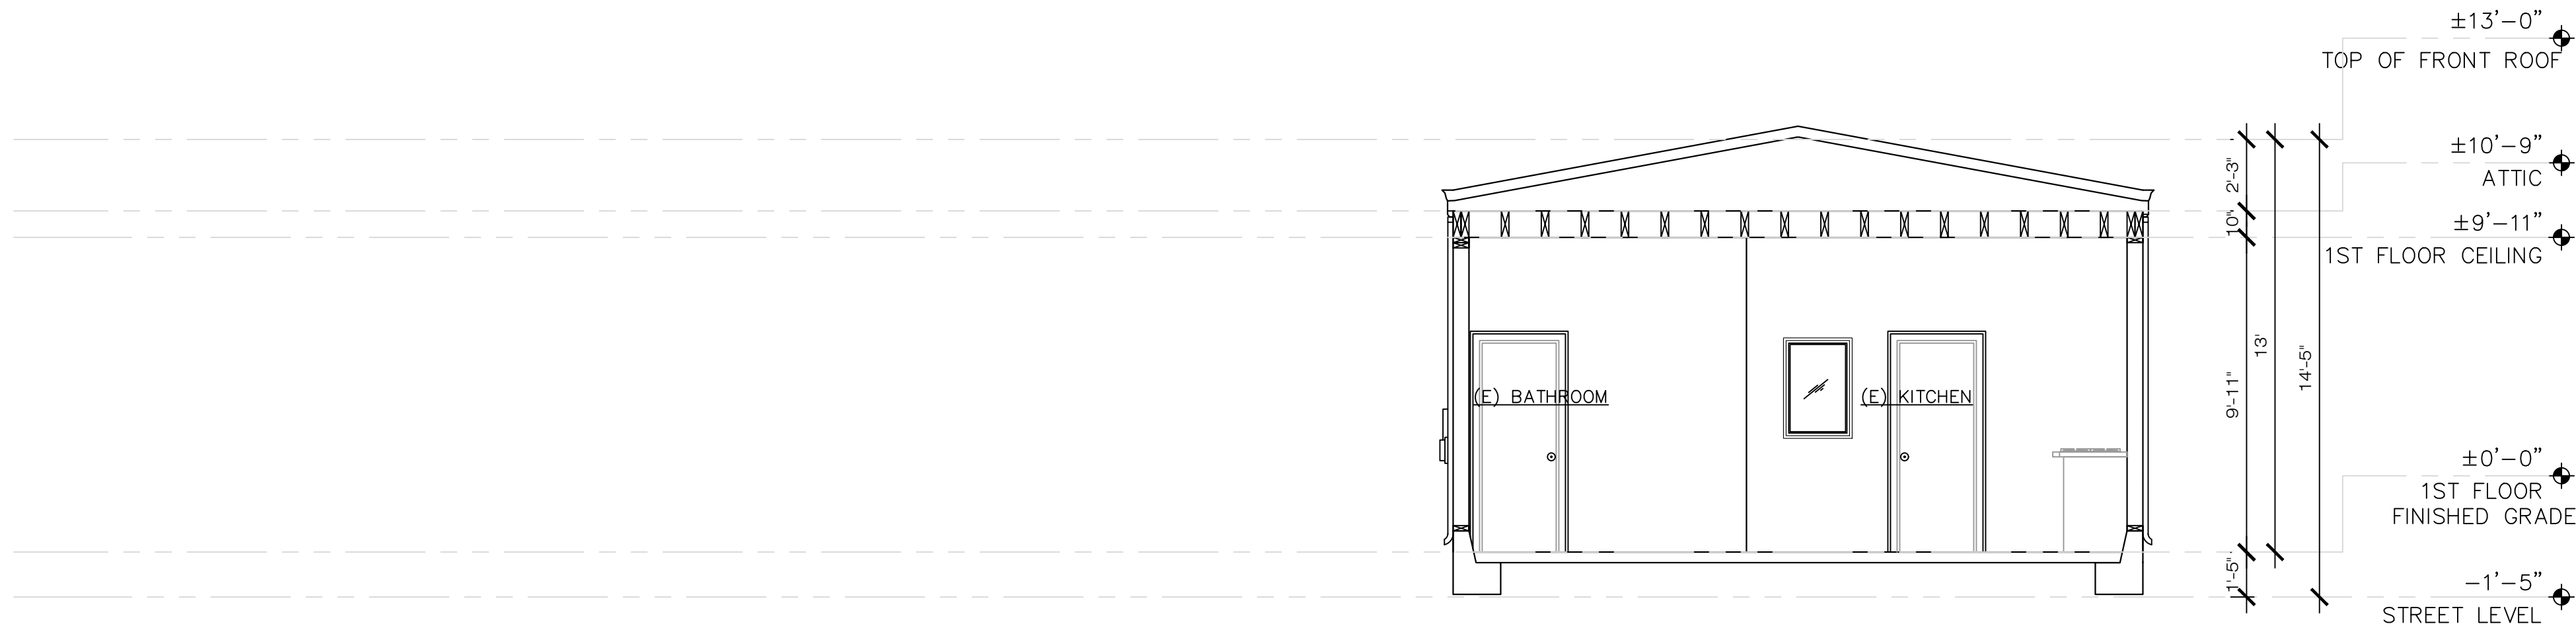 ±13’-0”
TOP OF FRONT ROOF
±10’-9”
ATTIC
±9’-11”
1ST FLOOR CEILING
2'-3"
10"
13'
14'-5"
9'-11"
(E) BATHROOM
(E) KITCHEN
±0’-0”
1ST FLOOR
FINISHED GRADE
1'-5"
-1’-5”
STREET LEVEL